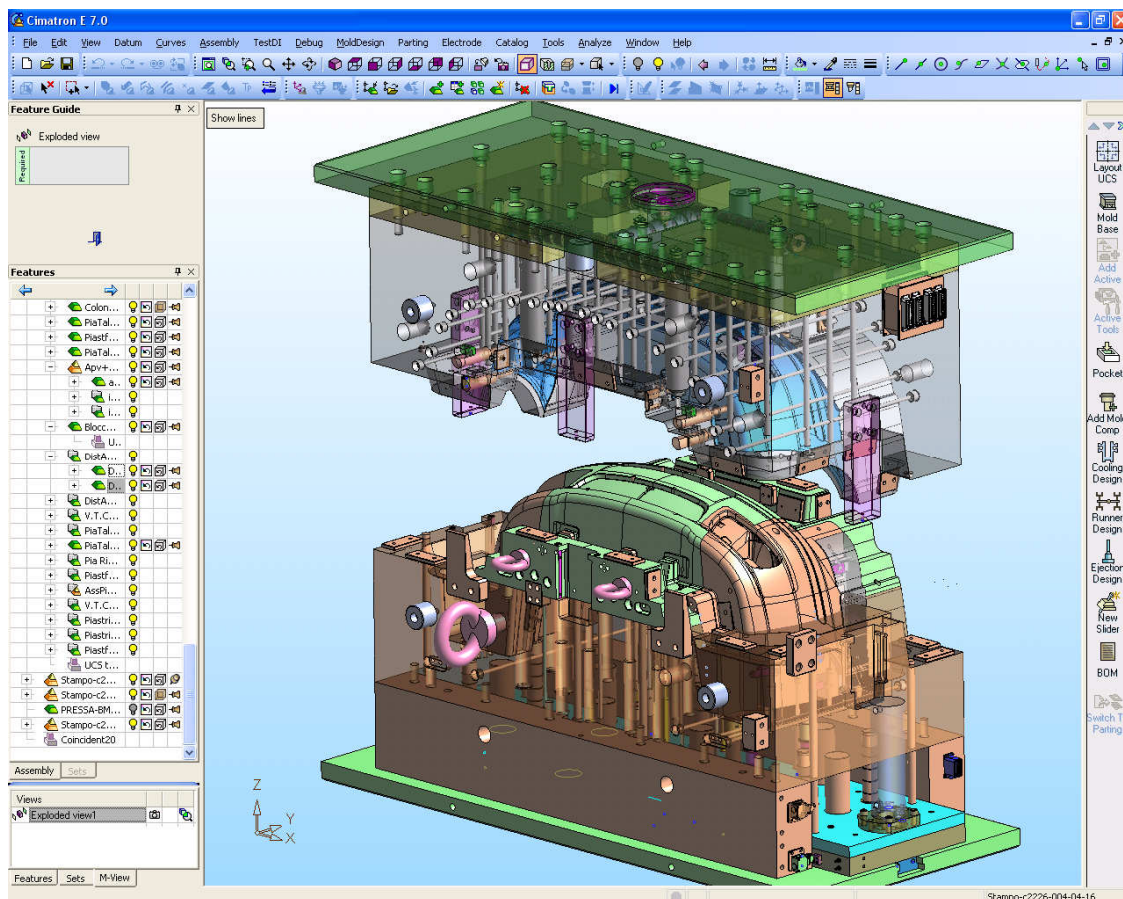 Cimatron E 7.0
File Edit View Datum Curves Assembly TestDI Debug MoldDesign Parting Electrode Catalog Tools Analyze Window Help
Feature Guide
Show lines
Exploded view
Required
Features
Colon...
PiaTal...
Piastf...
PiaTal...
Apv+...
a..
i...
i...
Blocc...
U..
DistA...
D..
D..
DistA...
V.T.C...
PiaTal...
PiaTal...
Pia Ri...
Piastf...
AssPi...
V.T.C...
Piastri...
Piastri...
Piastf...
UCS t...
Stampo-c2...
Stampo-c2...
PRESSA-BM...
Stampo-c2...
Coincident20
Assembly Sets
Views
Exploded view1
Features Sets M-View
Z
Y
X
Layout
UCS
Mold
Base
Add
Active
Active
Tools
Pocket
Add Mold
Comp
Cooling
Design
Runner
Design
Ejection
Design
New
Slider
BOM
Switch T
Parting
Stampo-c2226-004-04-16